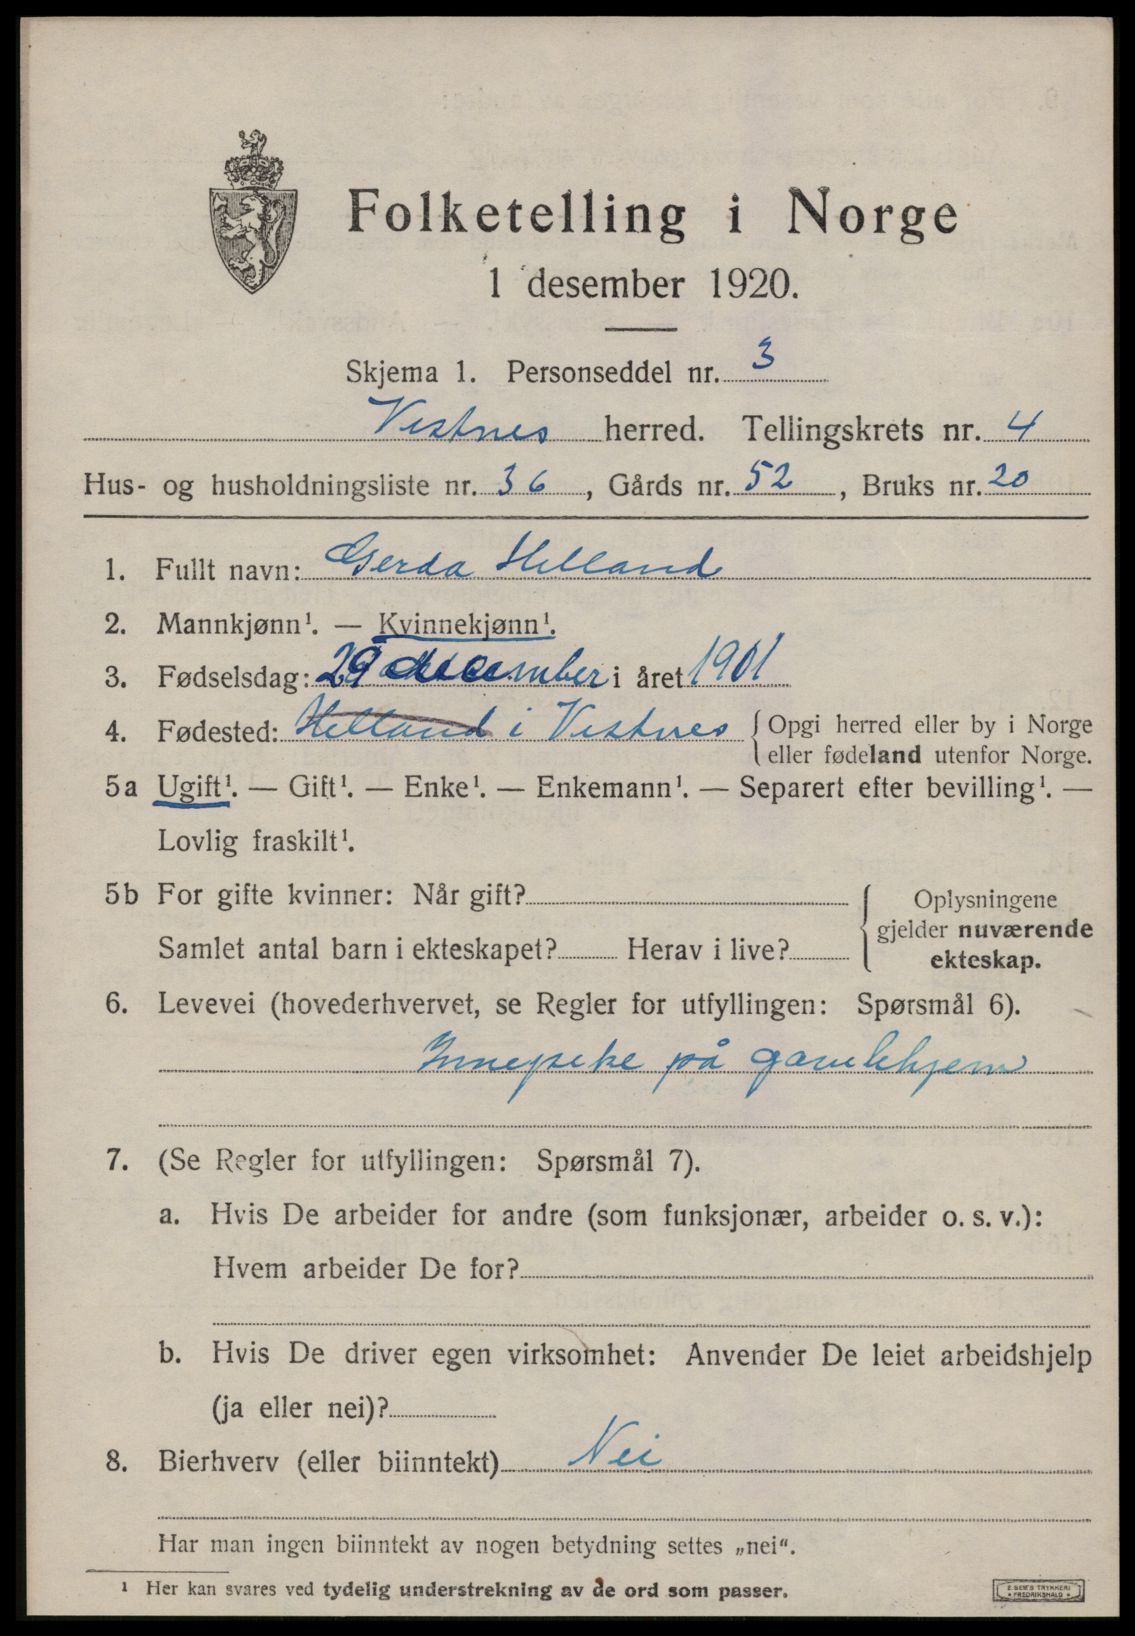 Folketelling i Norge
1 desember 1920.
Skjema 1. Personseddel nr. 3
Vestnes herred. Tellingskrets nr. 4
Hus- og husholdningsliste nr. 36, Gårds nr. 52, Bruks nr. 20
1. Fullt navn: Gerda Helland
2. Mannkjønn¹. — Kvinnekjønn¹.
3. Fødselsdag: 29 december i året 1901
4. Fødested: Helland i Vestnes {Opgi herred eller by i Norge
eller fødeland utenfor Norge.
5a Ugift¹. — Gift¹. — Enke¹. — Enkemann¹. — Separert efter bevilling¹. —
Lovlig fraskilt¹.
5b For gifte kvinner: Når gift?
Samlet antal barn i ekteskapet? Herav i live?
Oplysningene
gjelder nuværende
ekteskap.
6. Levevei (hovederhvervet, se Regler for utfyllingen: Spørsmål 6).
Innepike på gamlehjem
7. (Se Regler for utfyllingen: Spørsmål 7).
a. Hvis De arbeider for andre (som funksjonær, arbeider o. s. v.):
Hvem arbeider De for?
b. Hvis De driver egen virksomhet: Anvender De leiet arbeidshjelp
(ja eller nei)?
8. Bierhverv (eller biinntekt) Nei
Har man ingen biinntekt av nogen betydning settes „nei“.
¹ Her kan svares ved tydelig understrekning av de ord som passer.
E. SEM'S TRYKKERI
• FREDRIKSHALD •